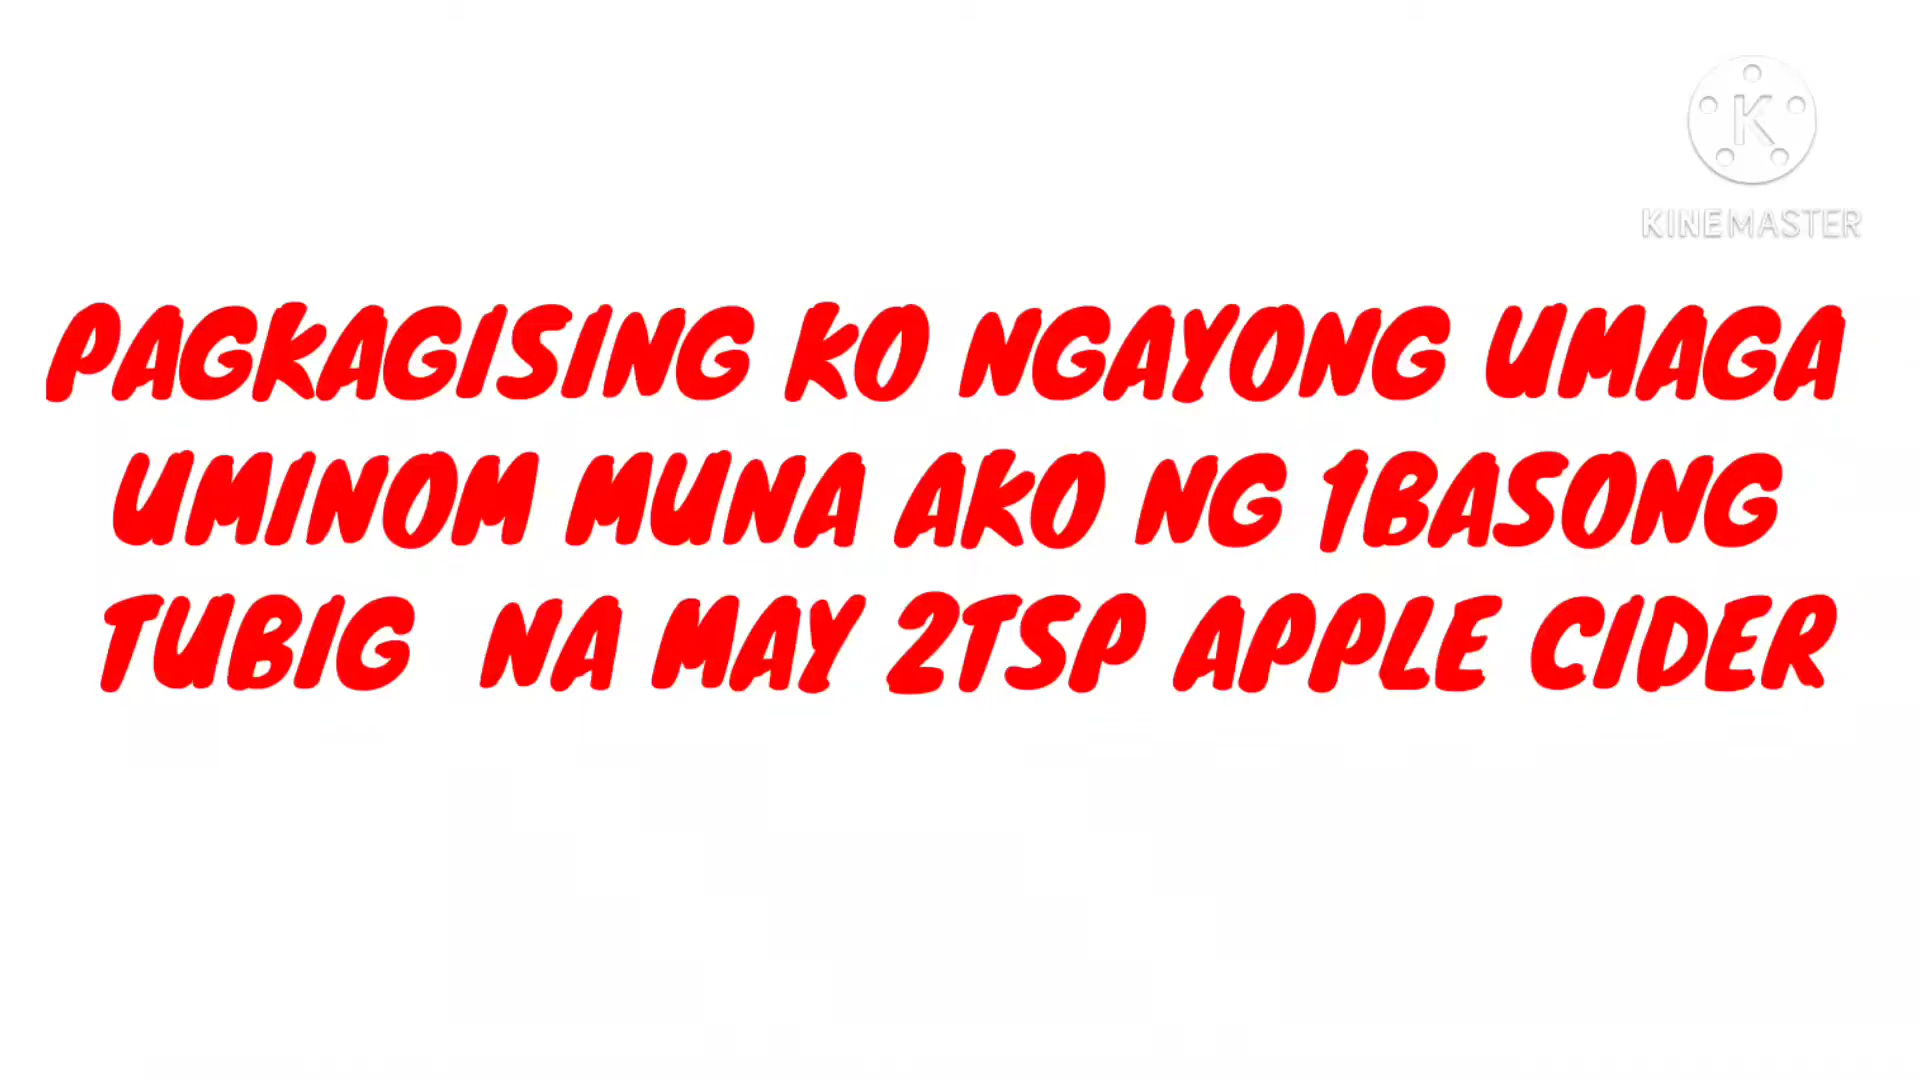 KINEMASTER
PAGKAGISING KO NGAYONG UMAGA
UMINOM MUNA AKO NG 1BASONG
TUBIG  NA MAY 2TSP APPLE CIDER